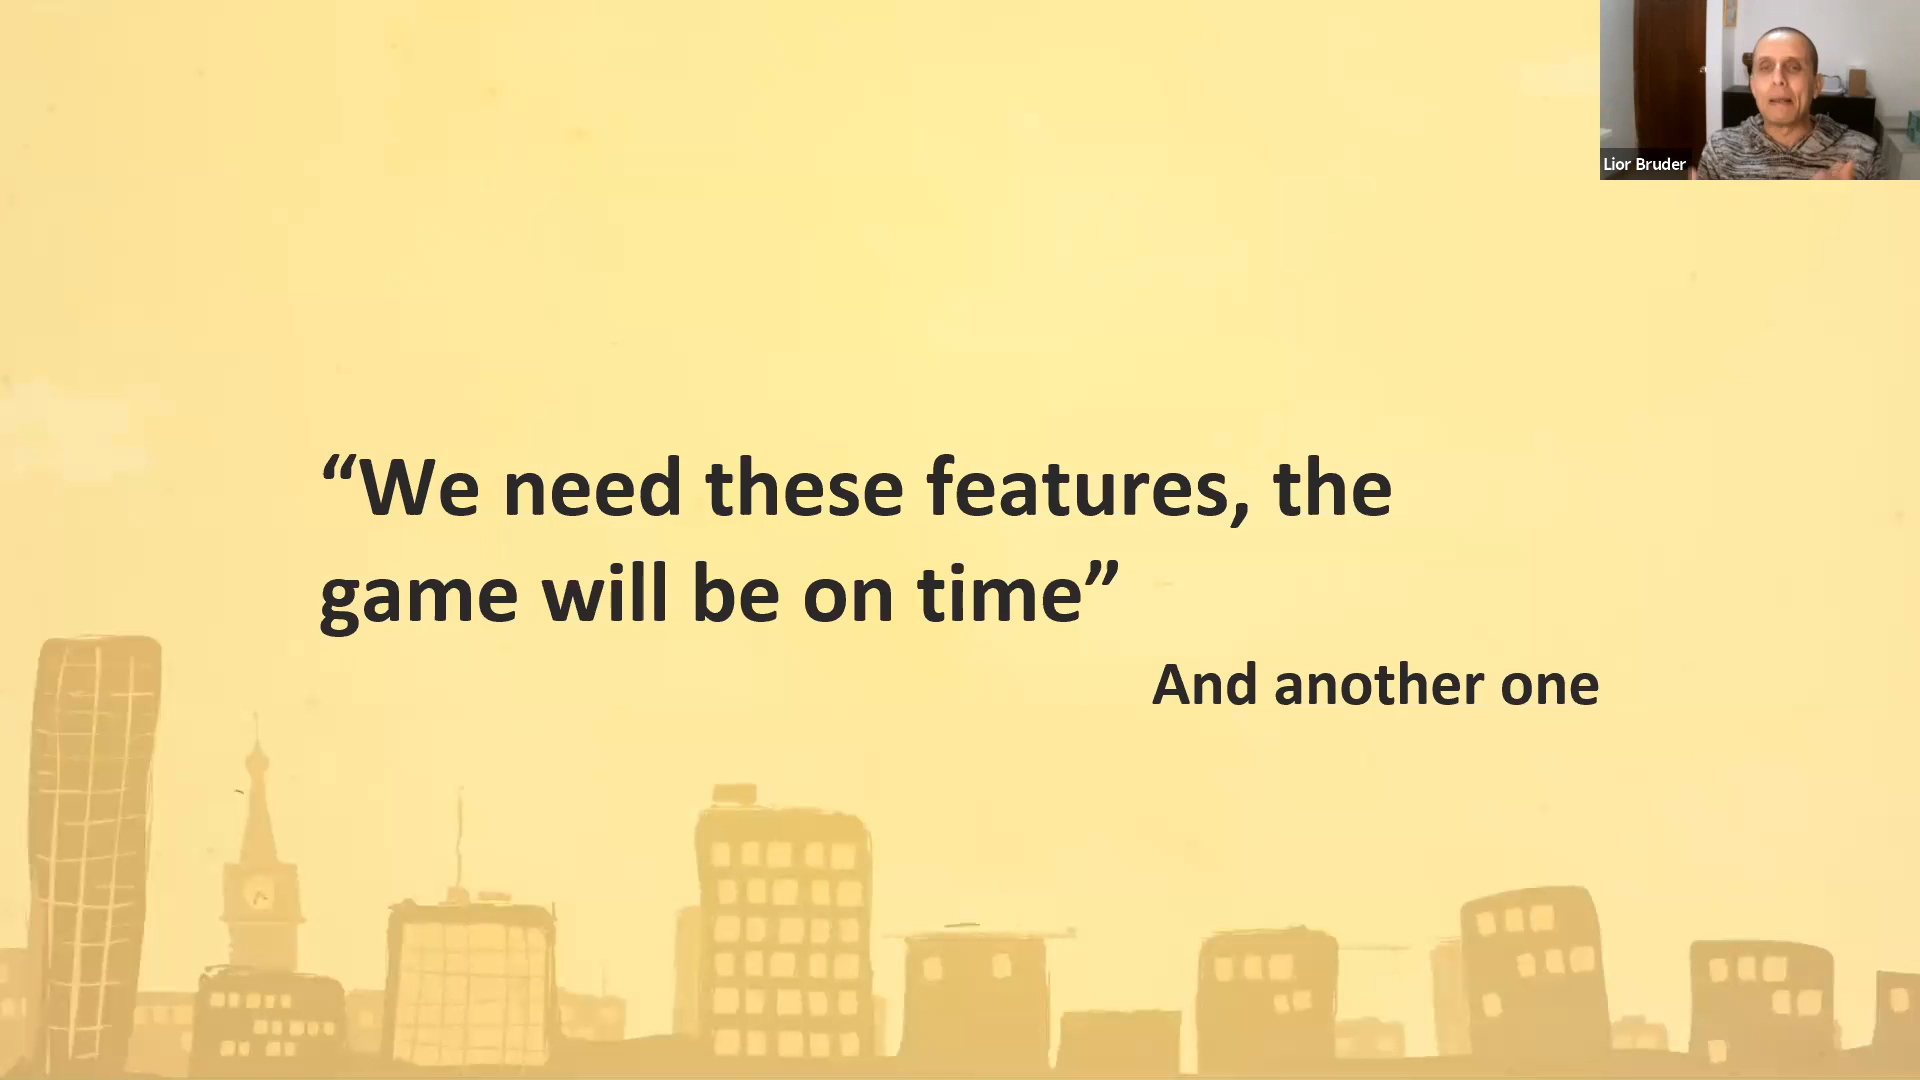 Lior Bruder
“We need these features, the
game will be on time”
And another one